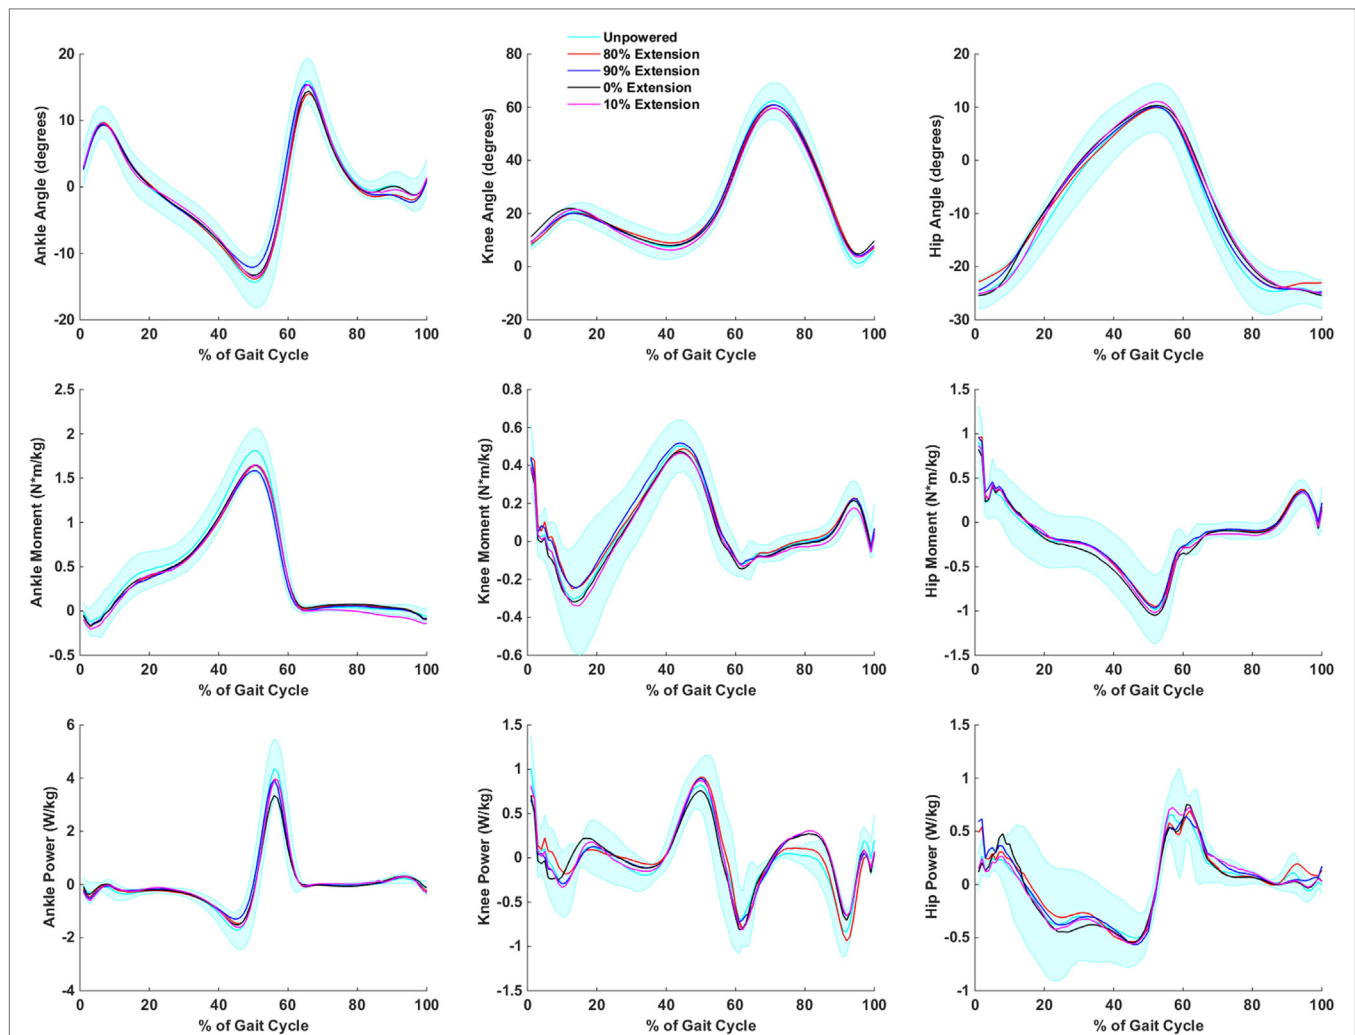 Unpowered
80% Extension
90% Extension
0% Extension
10% Extension
Ankle Angle (degrees)
20
10
0
-10
-20
0 20 40 60 80 100
% of Gait Cycle
Knee Angle (degrees)
80
60
40
20
0
-20
0 20 40 60 80 100
% of Gait Cycle
Hip Angle (degrees)
20
10
0
-10
-20
-30
0 20 40 60 80 100
% of Gait Cycle
Ankle Moment (N*m/kg)
2.5
2
1.5
1
0.5
0
-0.5
0 20 40 60 80 100
% of Gait Cycle
Knee Moment (N*m/kg)
0.8
0.6
0.4
0.2
0
-0.2
-0.4
-0.6
0 20 40 60 80 100
% of Gait Cycle
Hip Moment (N*m/kg)
1.5
1
0.5
0
-0.5
-1
-1.5
0 20 40 60 80 100
% of Gait Cycle
Ankle Power (W/kg)
6
4
2
0
-2
-4
0 20 40 60 80 100
% of Gait Cycle
Knee Power (W/kg)
1.5
1
0.5
0
-0.5
-1
-1.5
0 20 40 60 80 100
% of Gait Cycle
Hip Power (W/kg)
1.5
1
0.5
0
-0.5
-1
0 20 40 60 80 100
% of Gait Cycle